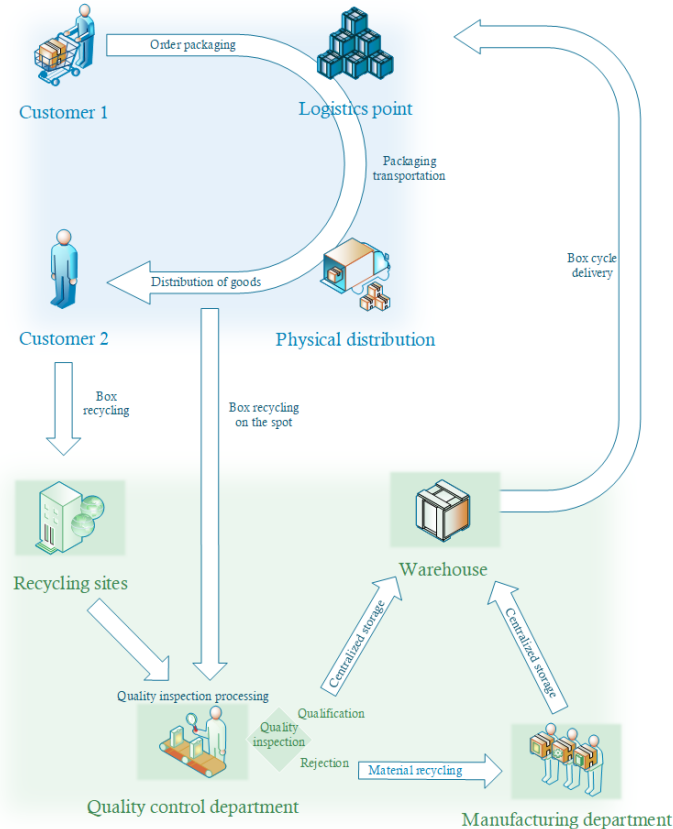 Order packaging
Customer 1
Logistics point
Packaging
transportation
Box cycle
delivery
Distribution of goods
Customer 2
Physical distribution
Box
recycling
Box recycling
on the spot
Recycling sites
Warehouse
Centralized storage
Centralized storage
Quality inspection processing
Qualification
Quality
inspection
Rejection
Material recycling
Quality control department
Manufacturing department